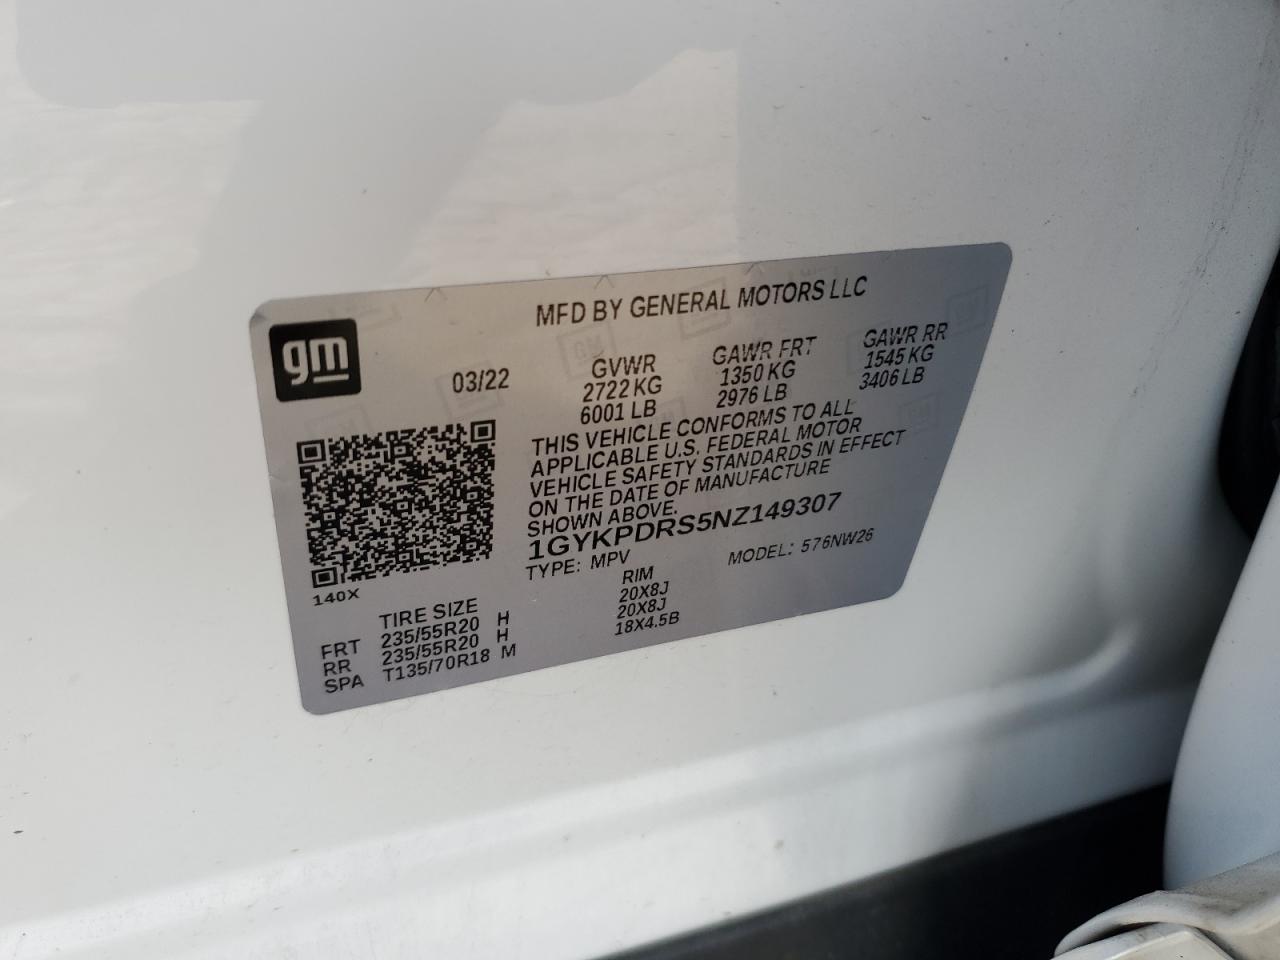 MFD BY GENERAL MOTORS LLC
gm
03/22
GVWR GAWR FRT GAWR RR
2722 KG 1350 KG 1545 KG
6001 LB 2976 LB 3406 LB
THIS VEHICLE CONFORMS TO ALL
APPLICABLE U.S. FEDERAL MOTOR
VEHICLE SAFETY STANDARDS IN EFFECT
ON THE DATE OF MANUFACTURE
SHOWN ABOVE.
1GYKPDRS5NZ149307
TYPE: MPV MODEL: 576NW26
140X
TIRE SIZE RIM
FRT 235/55R20 H 20X8J
RR 235/55R20 H 20X8J
SPA T135/70R18 M 18X4.5B